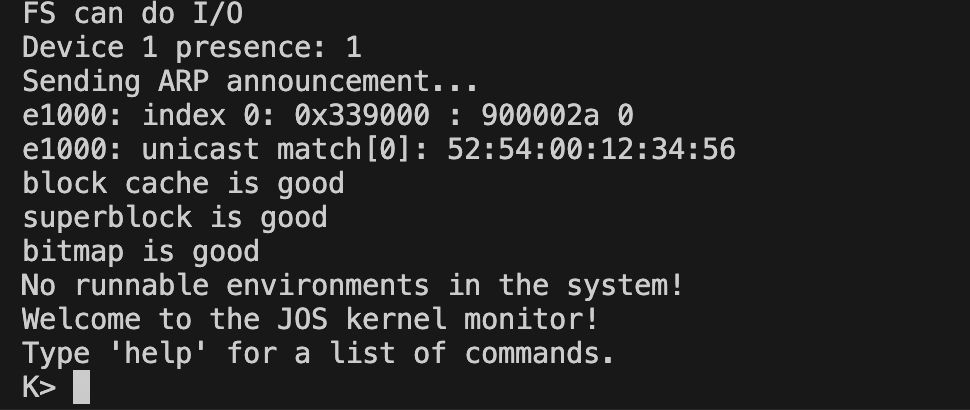 FS can do I/O
Device 1 presence: 1
Sending ARP announcement...
e1000: index 0: 0x339000 : 900002a 0
e1000: unicast match[0]: 52:54:00:12:34:56
block cache is good
superblock is good
bitmap is good
No runnable environments in the system!
Welcome to the JOS kernel monitor!
Type 'help' for a list of commands.
K>